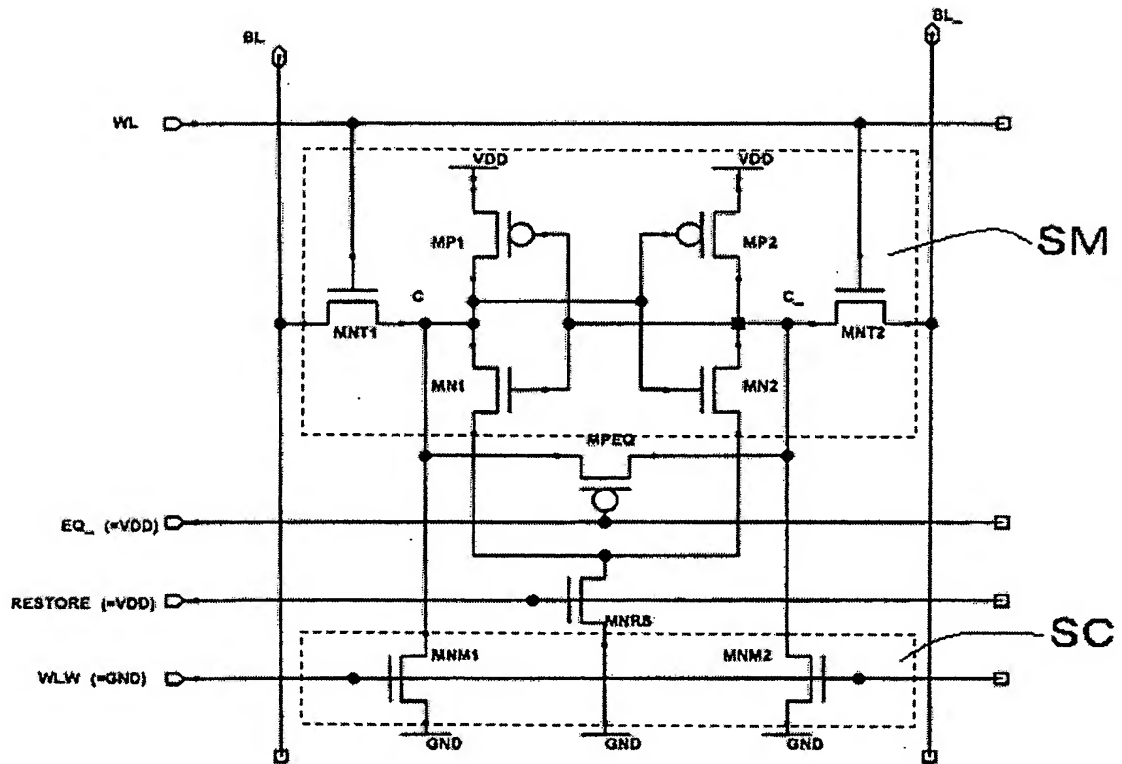 BL
BL_
WL
VDD
VDD
MP1
MP2
SM
C
C_
MNT1
MNT2
MN1
MN2
MPEQ
EQ_ (=VDD)
RESTORE (=VDD)
MNRS
SC
MNM1
MNM2
WLW (=GND)
GND
GND
GND